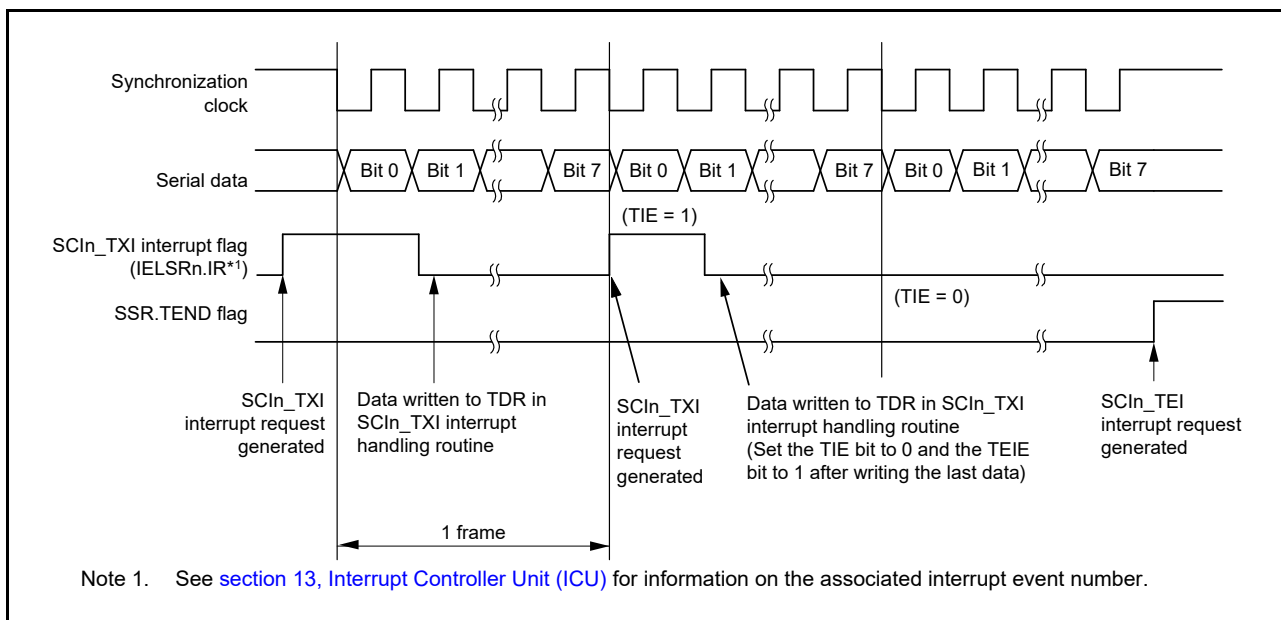 Synchronization
clock
Serial data
Bit 0 Bit 1 Bit 7 Bit 0 Bit 1 Bit 7 Bit 0 Bit 1 Bit 7
(TIE = 1)
SCIn_TXI interrupt flag
(IELSRn.IR*1)
(TIE = 0)
SSR.TEND flag
SCIn_TXI
interrupt request
generated
Data written to TDR in
SCIn_TXI interrupt
handling routine
SCIn_TXI
interrupt
request
generated
Data written to TDR in SCIn_TXI
interrupt handling routine
(Set the TIE bit to 0 and the TEIE
bit to 1 after writing the last data)
SCIn_TEI
interrupt request
generated
1 frame
Note 1. See section 13, Interrupt Controller Unit (ICU) for information on the associated interrupt event number.